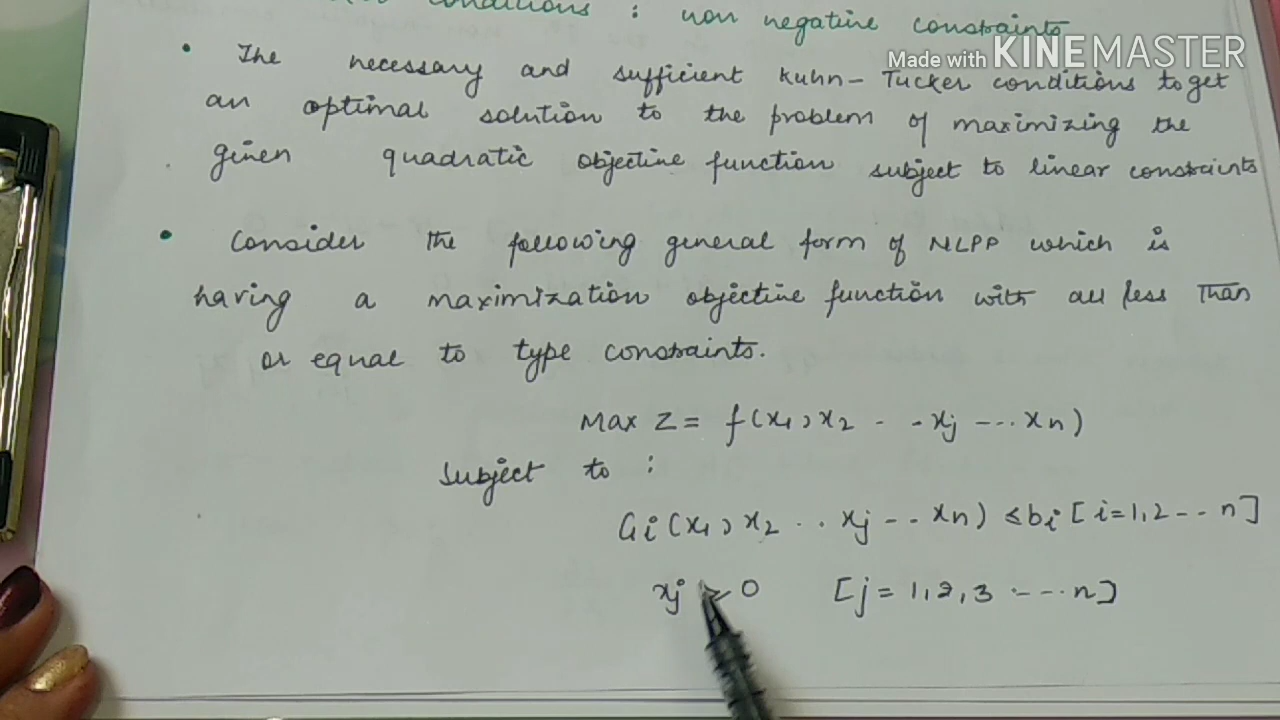 conditions : non negative constraints
Made with KINEMASTER
• The necessary and sufficient Kuhn-Tucker conditions to get
an optimal solution to the problem of maximizing the
given quadratic objective function subject to linear constraints
• Consider the following general form of NLPP which is
having a maximization objective function with all less than
or equal to type constraints.
Max Z = f(x₁, x₂ - - xj ---- xn)
Subject to :
Gi (x₁, x₂ .. xj -- xn) ≤ bi [i = 1, 2 --- n]
xj ≥ 0 [j = 1, 2, 3 ---- n]